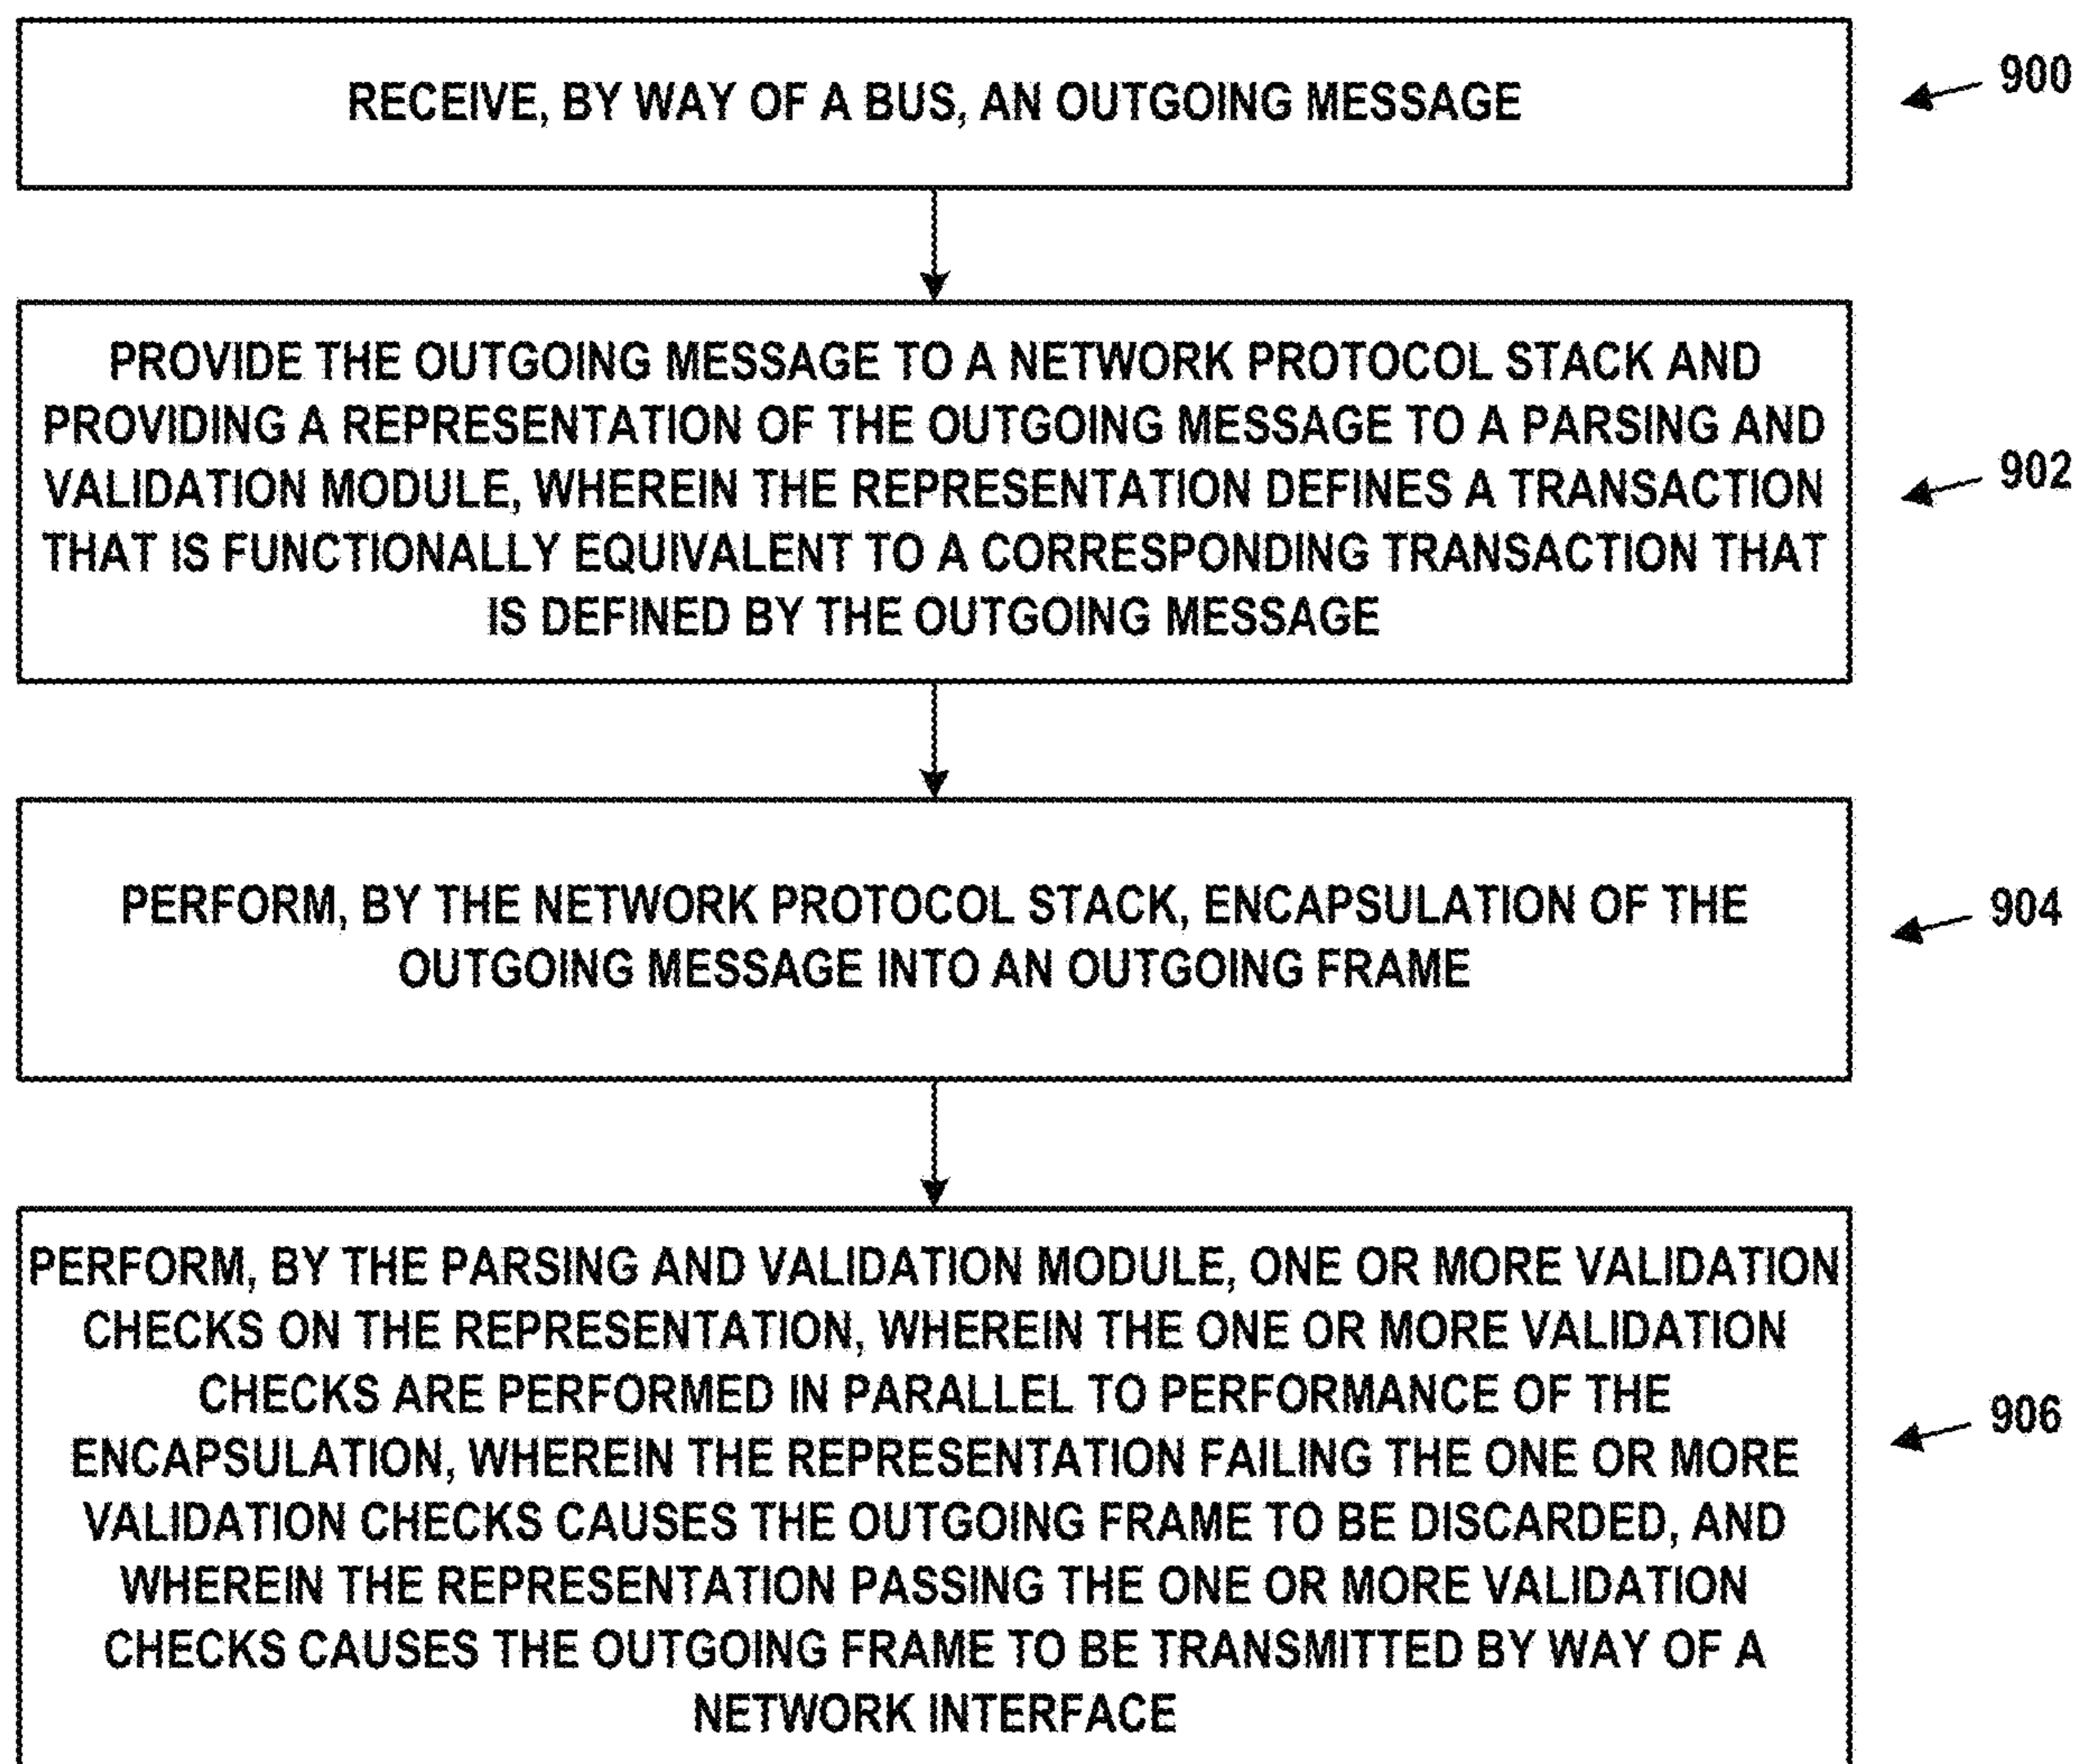 RECEIVE, BY WAY OF A BUS, AN OUTGOING MESSAGE
900
PROVIDE THE OUTGOING MESSAGE TO A NETWORK PROTOCOL STACK AND
PROVIDING A REPRESENTATION OF THE OUTGOING MESSAGE TO A PARSING AND
VALIDATION MODULE, WHEREIN THE REPRESENTATION DEFINES A TRANSACTION
THAT IS FUNCTIONALLY EQUIVALENT TO A CORRESPONDING TRANSACTION THAT
IS DEFINED BY THE OUTGOING MESSAGE
902
PERFORM, BY THE NETWORK PROTOCOL STACK, ENCAPSULATION OF THE
OUTGOING MESSAGE INTO AN OUTGOING FRAME
904
PERFORM, BY THE PARSING AND VALIDATION MODULE, ONE OR MORE VALIDATION
CHECKS ON THE REPRESENTATION, WHEREIN THE ONE OR MORE VALIDATION
CHECKS ARE PERFORMED IN PARALLEL TO PERFORMANCE OF THE
ENCAPSULATION, WHEREIN THE REPRESENTATION FAILING THE ONE OR MORE
VALIDATION CHECKS CAUSES THE OUTGOING FRAME TO BE DISCARDED, AND
WHEREIN THE REPRESENTATION PASSING THE ONE OR MORE VALIDATION
CHECKS CAUSES THE OUTGOING FRAME TO BE TRANSMITTED BY WAY OF A
NETWORK INTERFACE
906